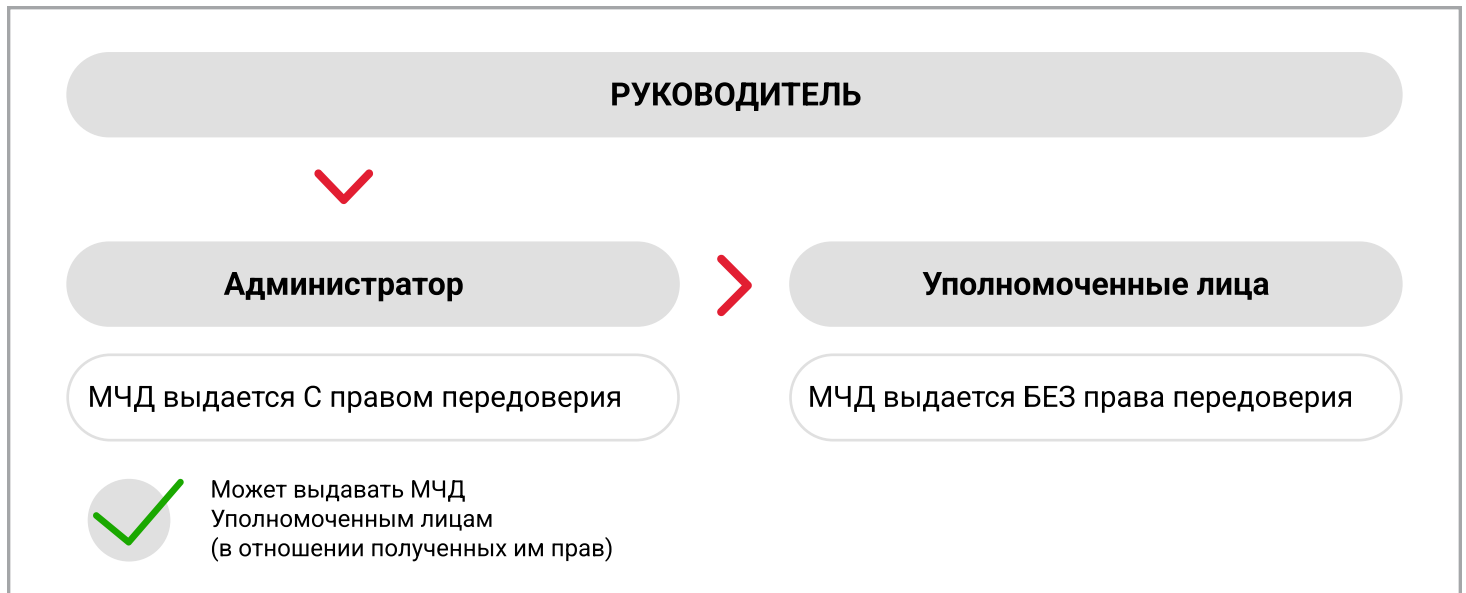 РУКОВОДИТЕЛЬ
Администратор
Уполномоченные лица
МЧД выдается С правом передоверия
МЧД выдается БЕЗ права передоверия
Может выдавать МЧД
Уполномоченным лицам
(в отношении полученных им прав)